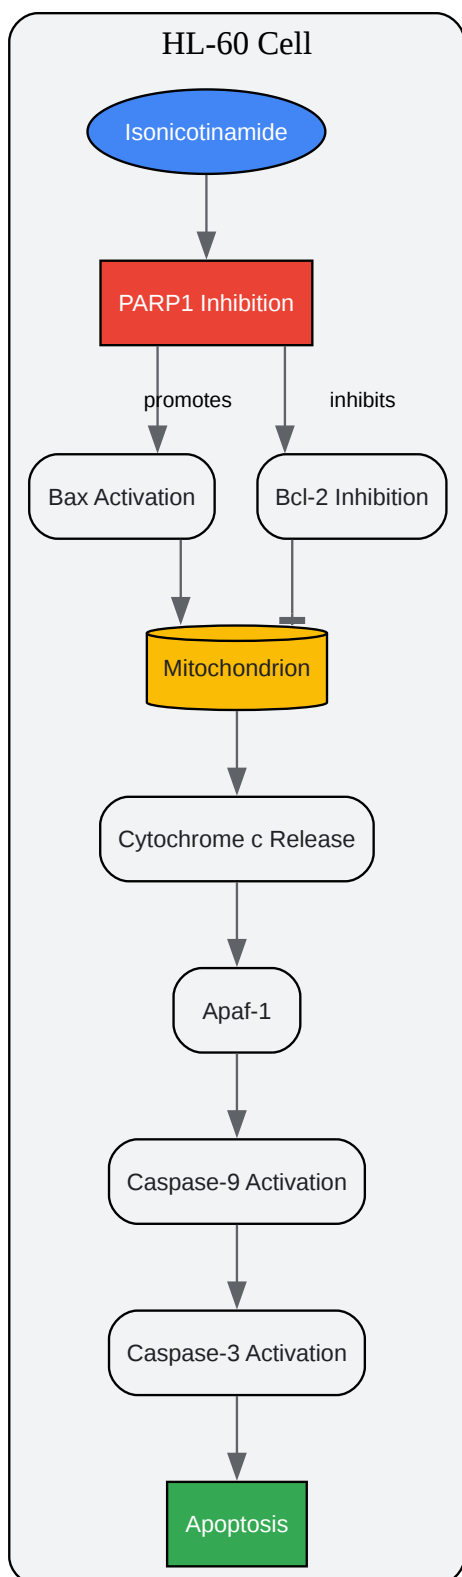 HL-60 Cell
Isonicotinamide
PARP1 Inhibition
promotes
inhibits
Bax Activation
Bcl-2 Inhibition
Mitochondrion
Cytochrome c Release
Apaf-1
Caspase-9 Activation
Caspase-3 Activation
Apoptosis